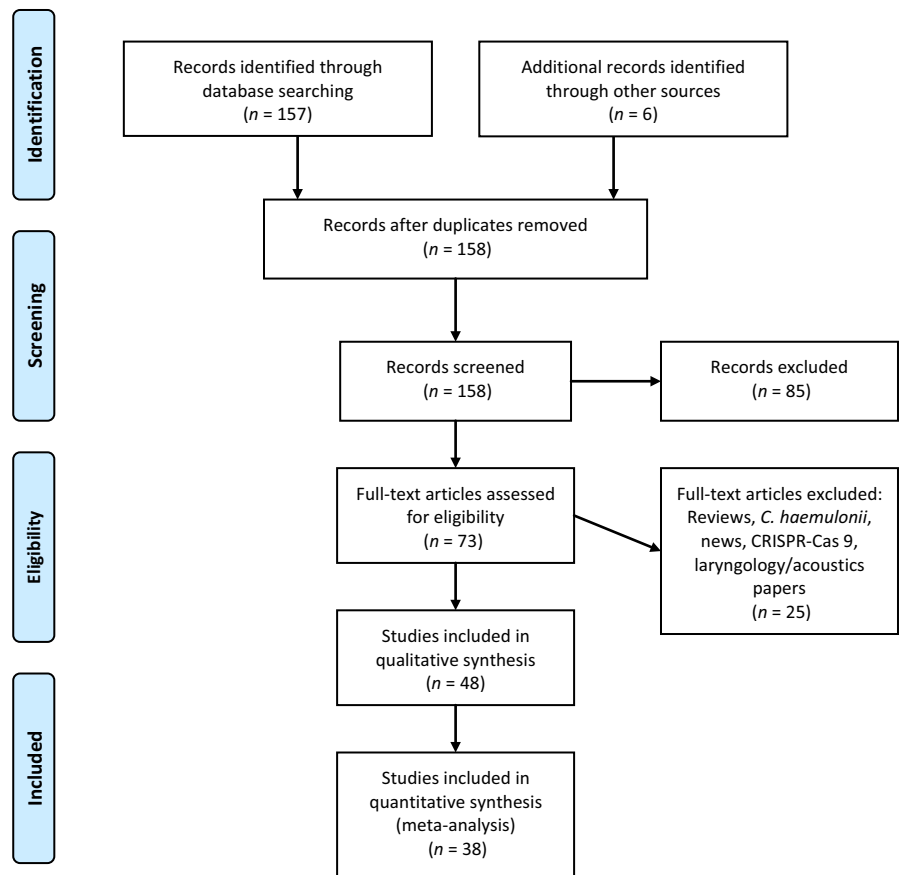 Identification
Records identified through
database searching
(n = 157)
Additional records identified
through other sources
(n = 6)
Records after duplicates removed
(n = 158)
Screening
Records screened
(n = 158)
Records excluded
(n = 85)
Eligibility
Full-text articles assessed
for eligibility
(n = 73)
Full-text articles excluded:
Reviews, C. haemulonii,
news, CRISPR-Cas 9,
laryngology/acoustics
papers
(n = 25)
Studies included in
qualitative synthesis
(n = 48)
Included
Studies included in
quantitative synthesis
(meta-analysis)
(n = 38)